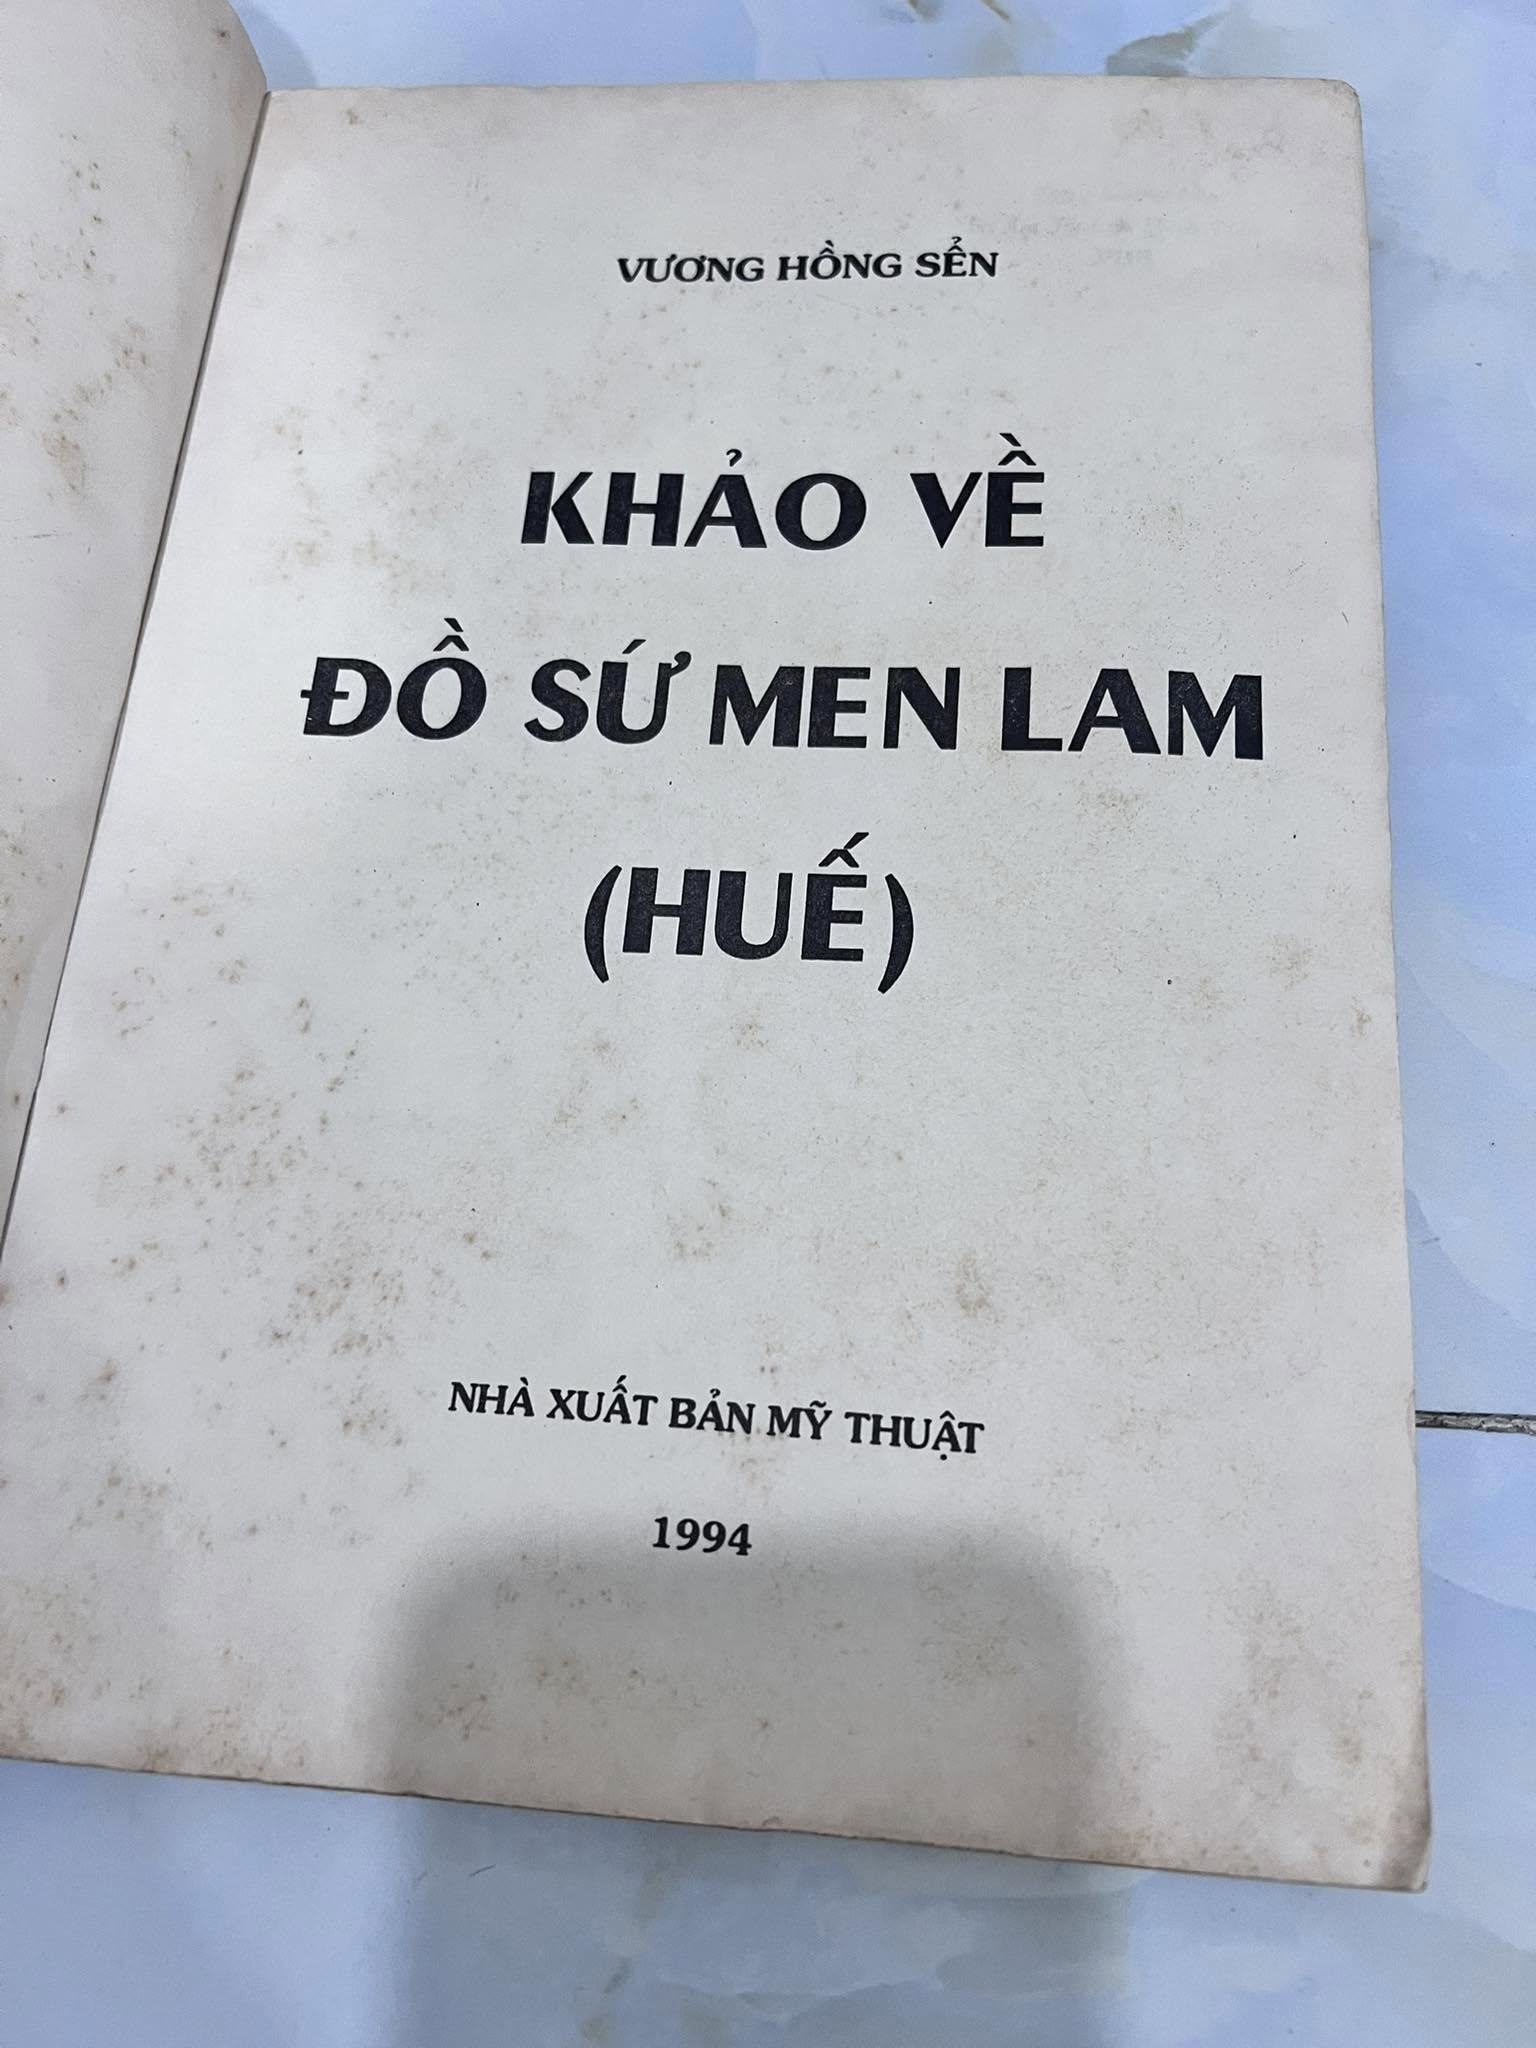 VƯƠNG HỒNG SỂN
KHẢO VỀ
ĐỒ SỨ MEN LAM
(HUẾ)
NHÀ XUẤT BẢN MỸ THUẬT
1994